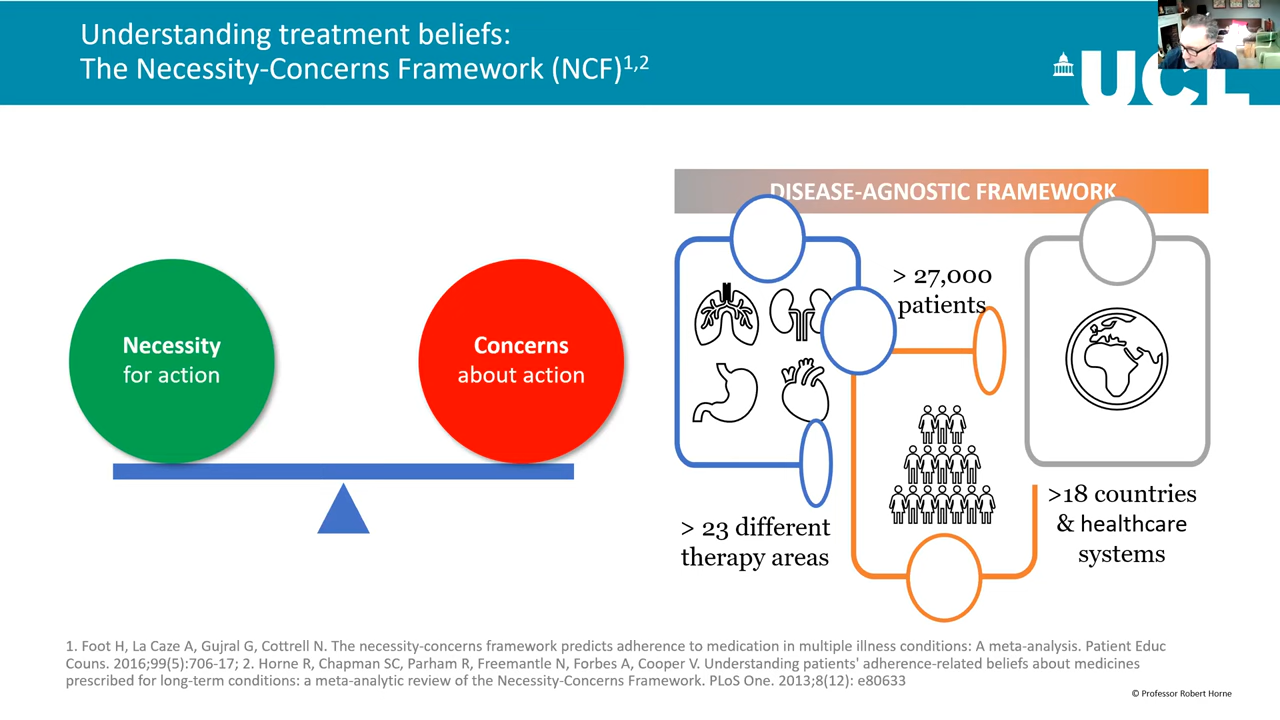 Understanding treatment beliefs:
The Necessity-Concerns Framework (NCF)1,2
UCL
DISEASE-AGNOSTIC FRAMEWORK
Necessity
for action
Concerns
about action
> 27,000
patients
> 23 different
therapy areas
>18 countries
& healthcare
systems
1. Foot H, La Caze A, Gujral G, Cottrell N. The necessity-concerns framework predicts adherence to medication in multiple illness conditions: A meta-analysis. Patient Educ
Couns. 2016;99(5):706-17; 2. Horne R, Chapman SC, Parham R, Freemantle N, Forbes A, Cooper V. Understanding patients' adherence-related beliefs about medicines
prescribed for long-term conditions: a meta-analytic review of the Necessity-Concerns Framework. PLoS One. 2013;8(12): e80633
© Professor Robert Horne